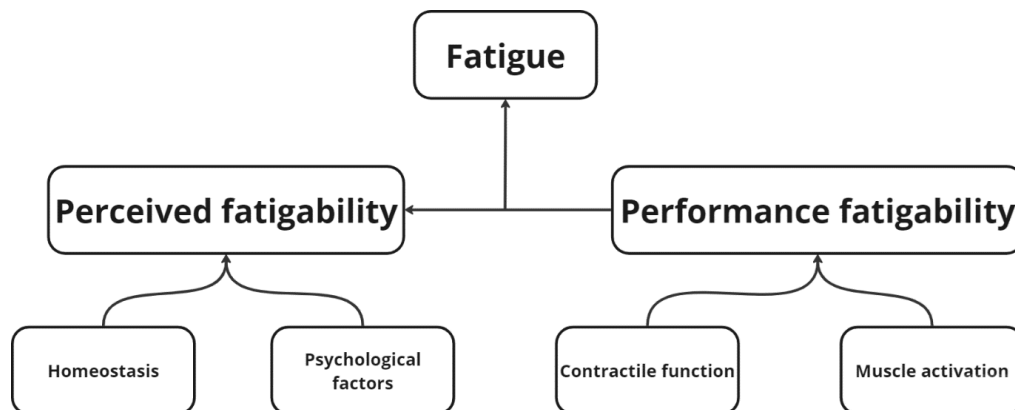 Fatigue
Perceived fatigability
Performance fatigability
Homeostasis
Psychological
factors
Contractile function
Muscle activation